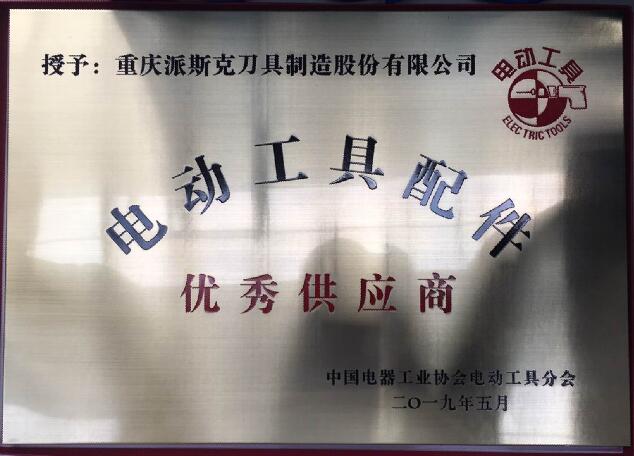 授予：重庆派斯克刀具制造股份有限公司
电动工具
ELECTRIC TOOLS
电动工具配件
优秀供应商
中国电器工业协会电动工具分会
二〇一九年五月